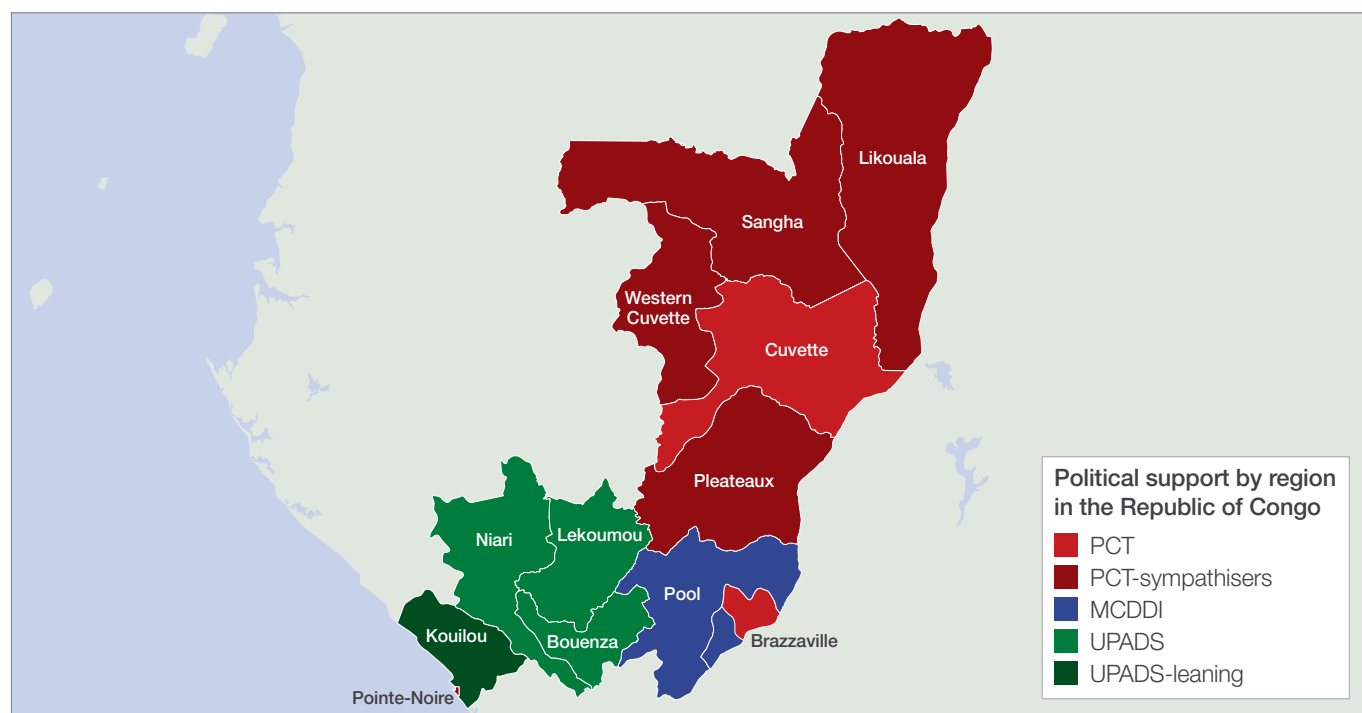 Likouala
Sangha
Western
Cuvette
Cuvette
Pleateaux
Niari
Lekoumou
Pool
Kouilou
Bouenza
Brazzaville
Pointe-Noire
Political support by region
in the Republic of Congo
PCT
PCT-sympathisers
MCDDI
UPADS
UPADS-leaning